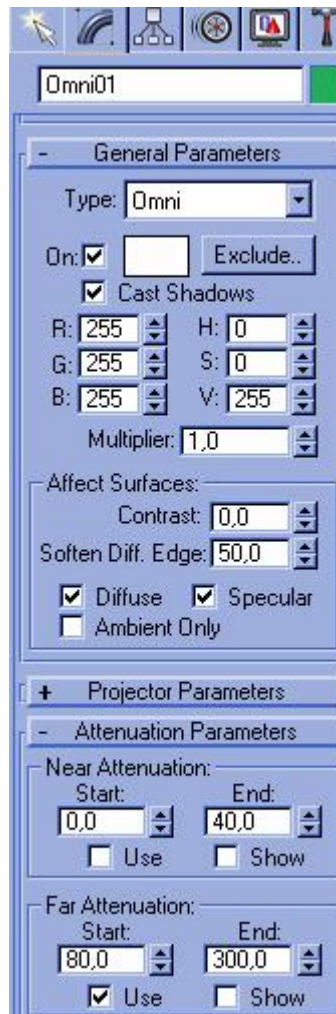 Omni01
- General Parameters
Type: Omni
On: Exclude..
Cast Shadows
R: 255 H: 0
G: 255 S: 0
B: 255 V: 255
Multiplier: 1,0
Affect Surfaces:
Contrast: 0,0
Soften Diff. Edge: 50,0
Diffuse Specular
Ambient Only
+ Projector Parameters
- Attenuation Parameters
Near Attenuation:
Start: End:
0,0 40,0
Use Show
Far Attenuation:
Start: End:
80,0 300,0
Use Show